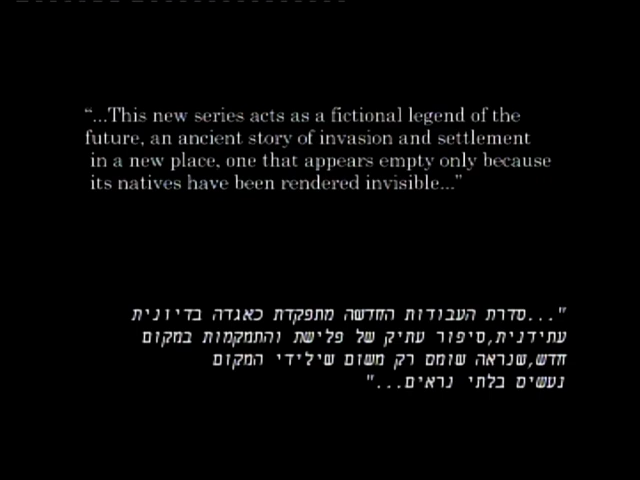 “...This new series acts as a fictional legend of the
future, an ancient story of invasion and settlement
in a new place, one that appears empty only because
its natives have been rendered invisible...”
"...סדרת העבודות החדשה מתפקדת כאגדה בדיונית
עתידנית,סיפור עתיק של פלישת והתמקמות במקום
חדש,שנראה שומם רק משום שילידי המקום
נעשים בלתי נראים..."